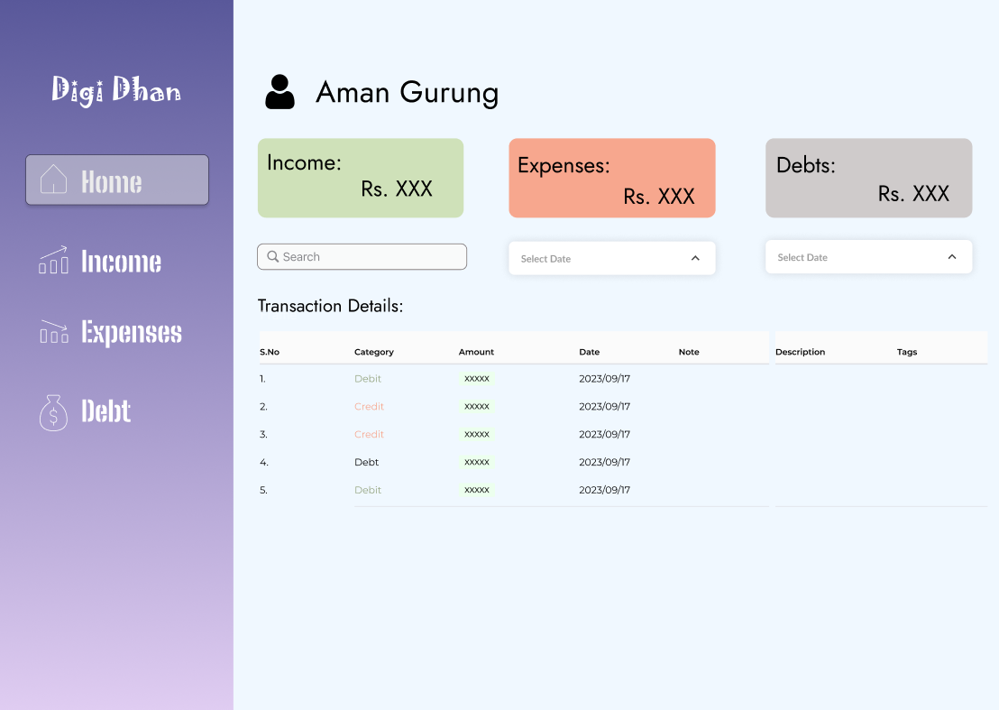 Digi Dhan
Home
Income
Expenses
Debt
Aman Gurung
Income:
Rs. XXX
Expenses:
Rs. XXX
Debts:
Rs. XXX
Search
Select Date
Select Date
Transaction Details:
S.No Category Amount Date Note Description Tags
1. Debit XXXXX 2023/09/17
2. Credit XXXXX 2023/09/17
3. Credit XXXXX 2023/09/17
4. Debt XXXXX 2023/09/17
5. Debit XXXXX 2023/09/17